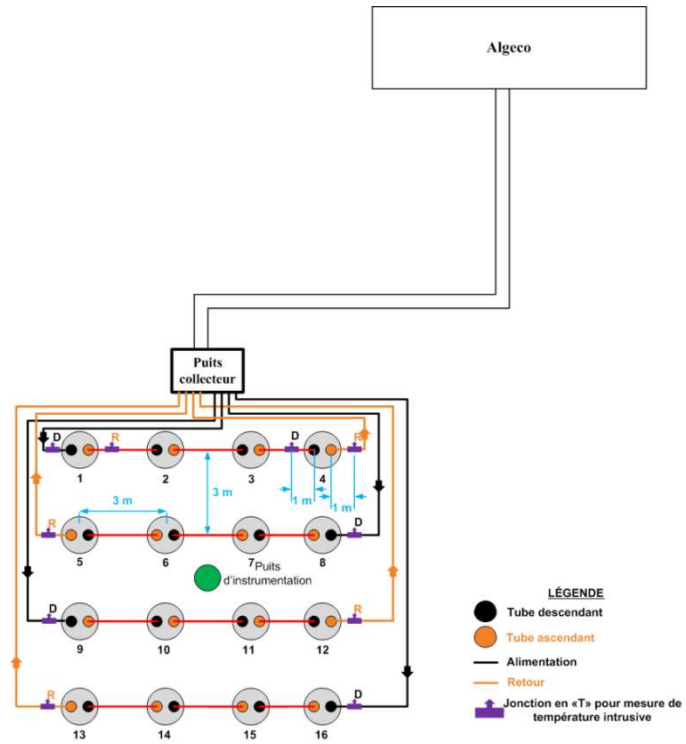 Algeco
Puits
collecteur
D
R
D
R
1
2
3
4
3 m
3 m
1 m
1 m
R
D
5
6
7
8
Puits
d'instrumentation
D
R
9
10
11
12
R
D
13
14
15
16
LÉGENDE
Tube descendant
Tube ascendant
Alimentation
Retour
Jonction en «T» pour mesure de
température intrusive